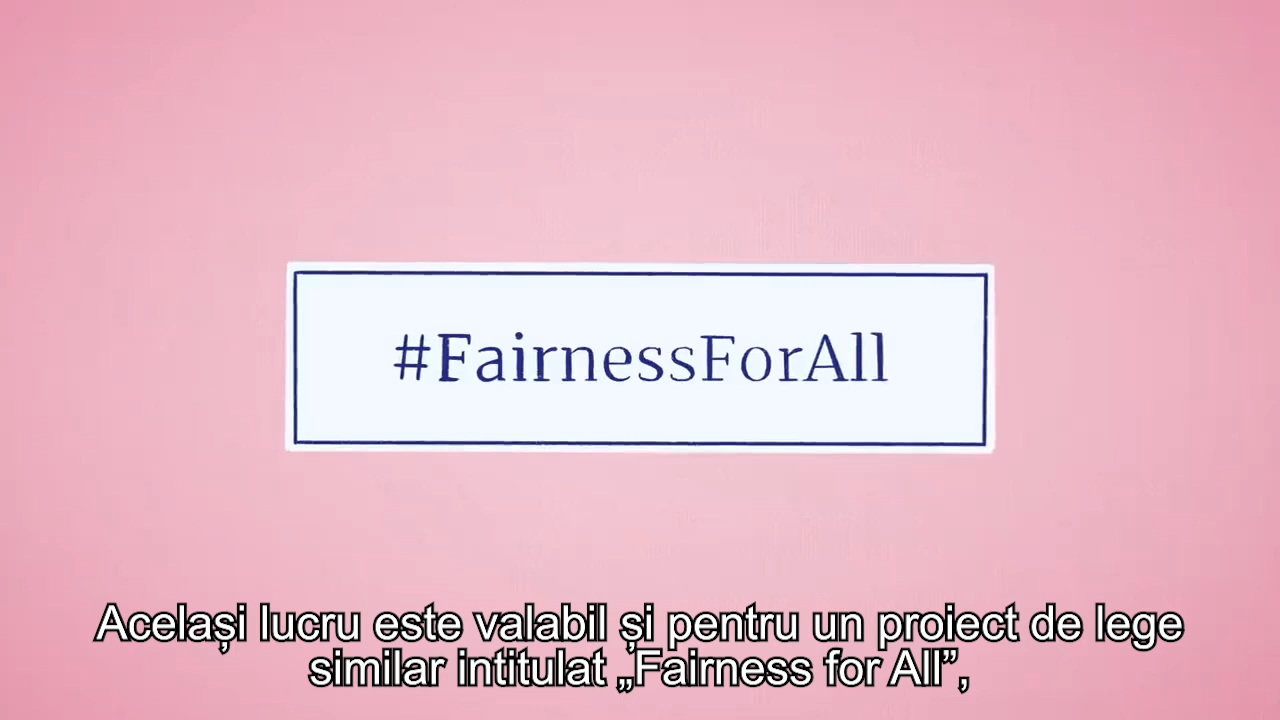 #FairnessForAll
Același lucru este valabil și pentru un proiect de lege
similar intitulat „Fairness for All”,